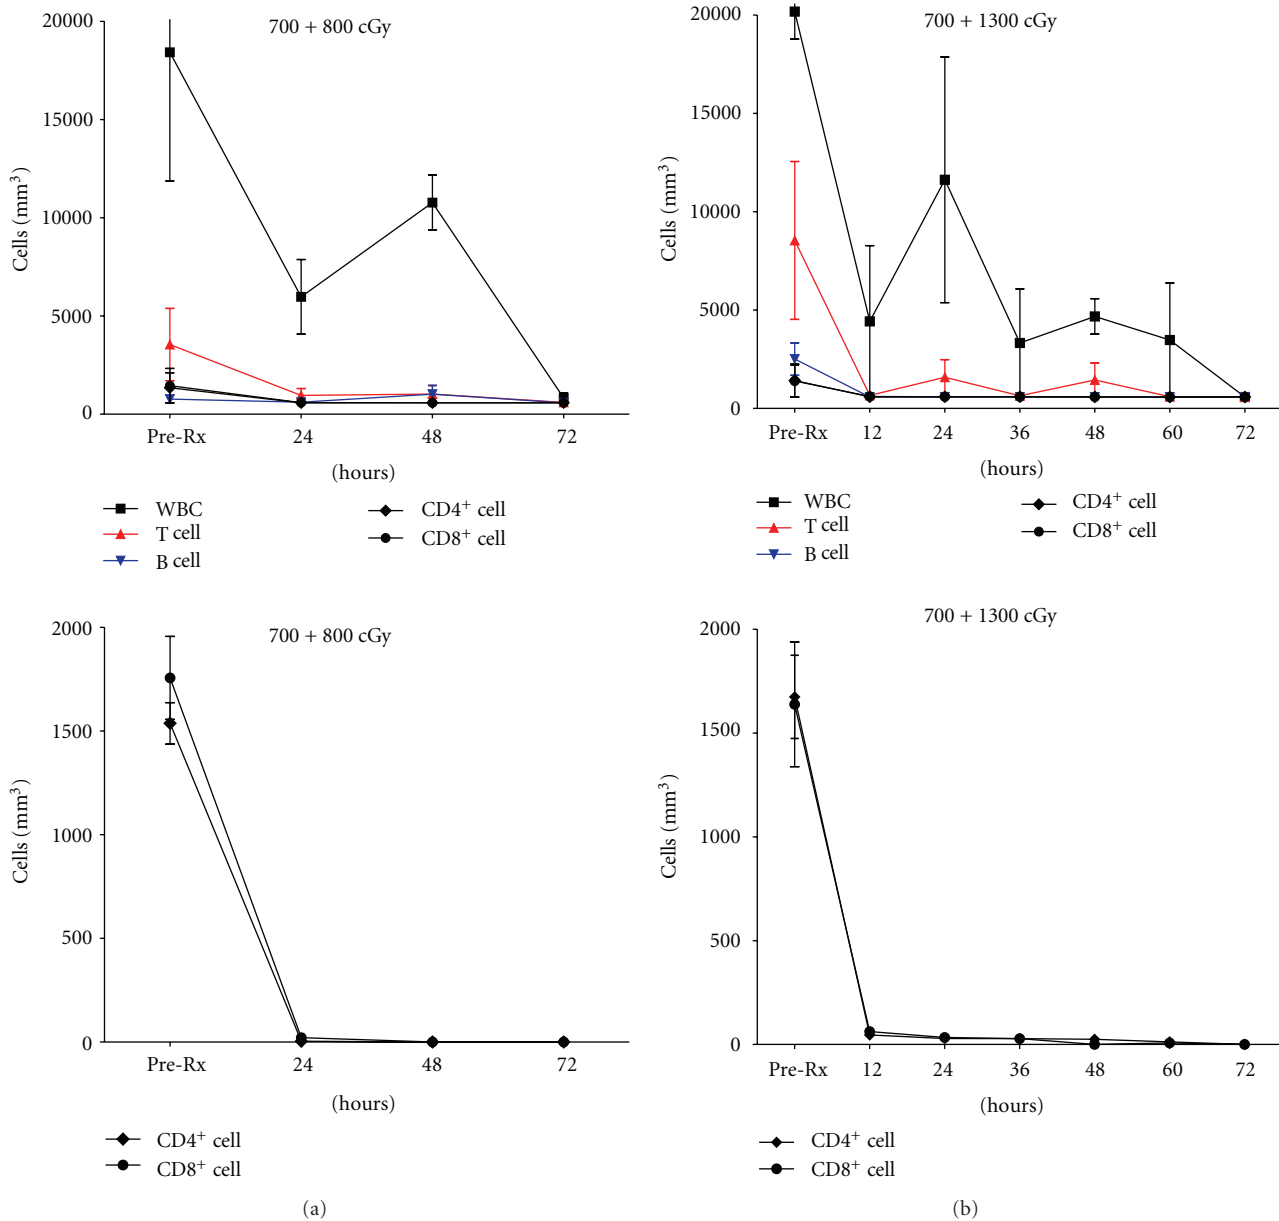 700 + 800 cGy
20000
15000
10000
5000
0
Cells (mm³)
Pre-Rx 24 48 72
(hours)
WBC
T cell
B cell
CD4⁺ cell
CD8⁺ cell
700 + 1300 cGy
20000
15000
10000
5000
0
Cells (mm³)
Pre-Rx 12 24 36 48 60 72
(hours)
WBC
T cell
B cell
CD4⁺ cell
CD8⁺ cell
700 + 800 cGy
2000
1500
1000
500
0
Cells (mm³)
Pre-Rx 24 48 72
(hours)
CD4⁺ cell
CD8⁺ cell
(a)
700 + 1300 cGy
2000
1500
1000
500
0
Cells (mm³)
Pre-Rx 12 24 36 48 60 72
(hours)
CD4⁺ cell
CD8⁺ cell
(b)